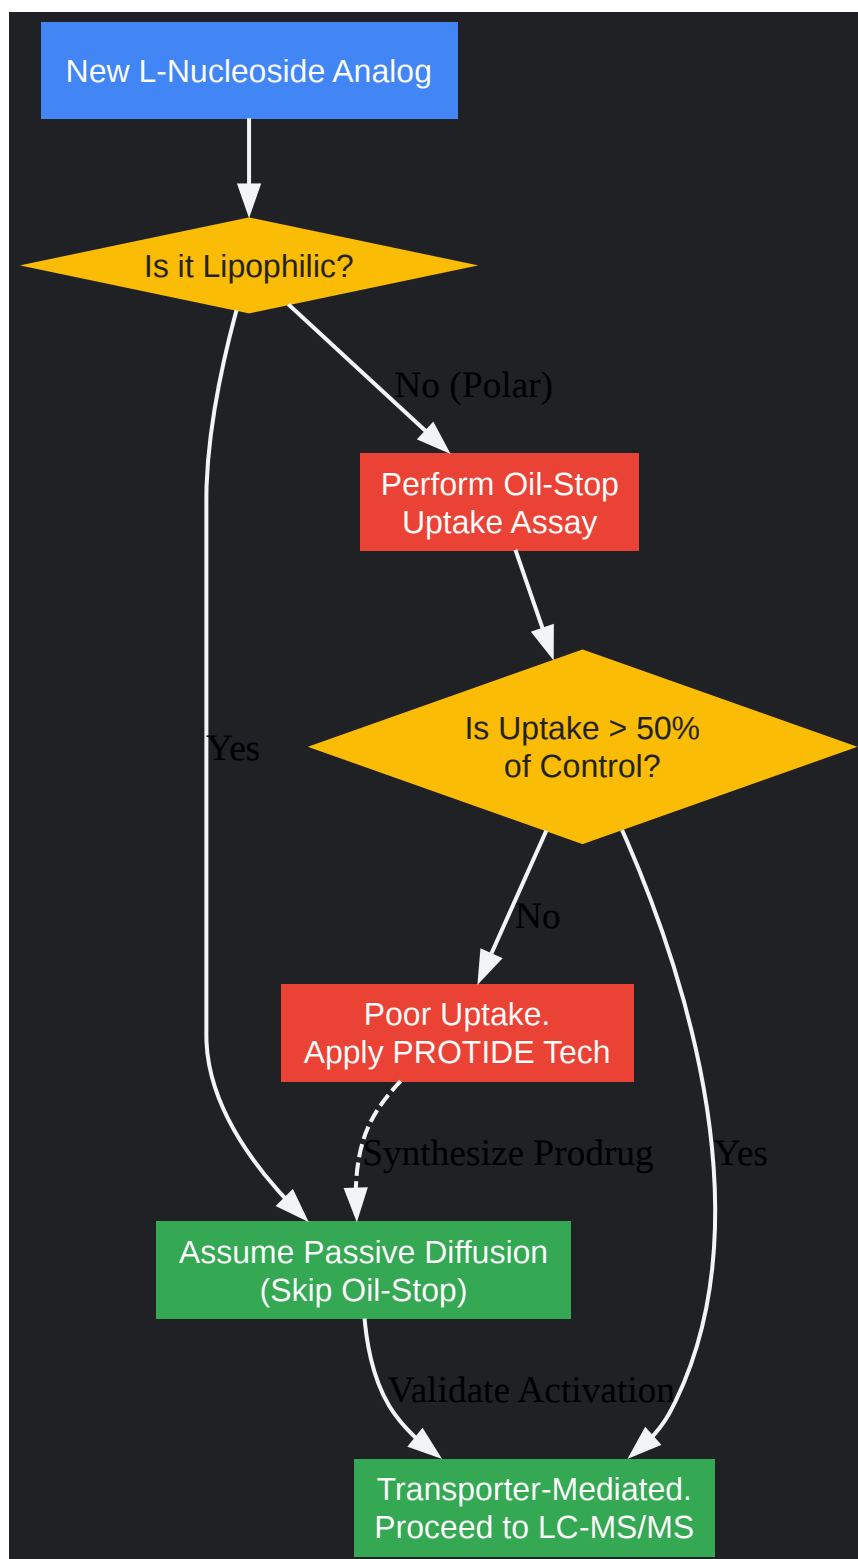 New L-Nucleoside Analog
Is it Lipophilic?
No (Polar)
Perform Oil-Stop
Uptake Assay
Is Uptake > 50%
of Control?
Yes
No
Poor Uptake.
Apply PROTIDE Tech
Synthesize Prodrug
Yes
Assume Passive Diffusion
(Skip Oil-Stop)
Validate Activation
Transporter-Mediated.
Proceed to LC-MS/MS